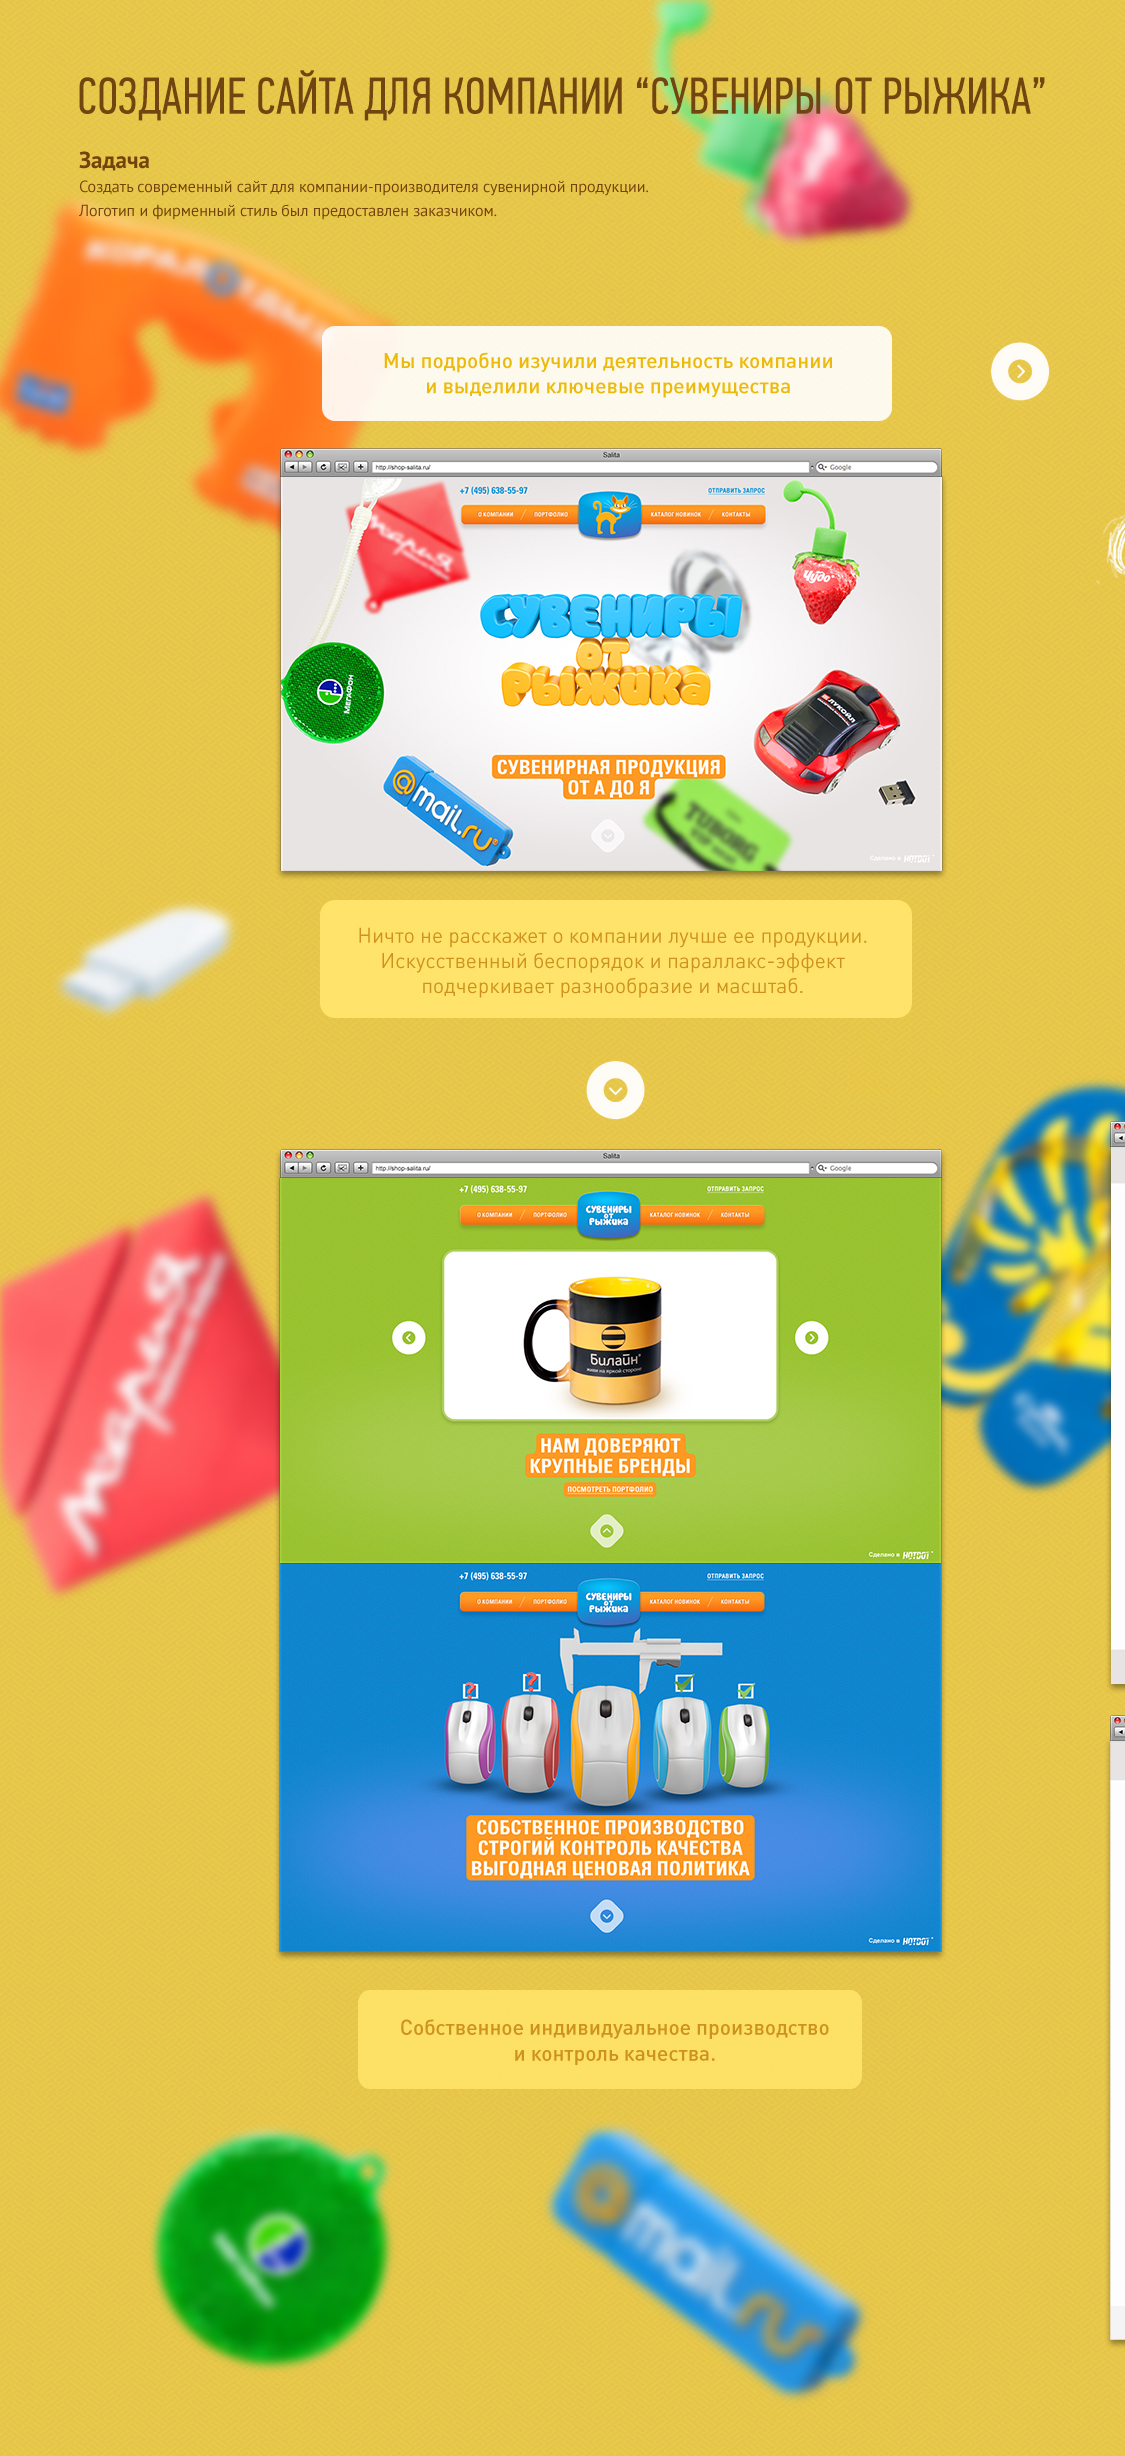 СОЗДАНИЕ САЙТА ДЛЯ КОМПАНИИ “СУВЕНИРЫ ОТ РЫЖИКА”
Задача
Создать современный сайт для компании-производителя сувенирной продукции.
Логотип и фирменный стиль был предоставлен заказчиком.
КОРАЛ
Мы подробно изучили деятельность компании
и выделили ключевые преимущества
Salita
http://shop-salita.ru/
Google
+7 (495) 638-55-97
ОТПРАВИТЬ ЗАПРОС
О КОМПАНИИ / ПОРТФОЛИО
КАТАЛОГ НОВИНОК / КОНТАКТЫ
Мария
Чудо
СУВЕНИРЫ
ОТ
РЫЖИКА
МЕГАФОН
ЛУКОЙЛ
СУВЕНИРНАЯ ПРОДУКЦИЯ
ОТ А ДО Я
@mail.ru
TUBORG
Сделано в HOTDOT
Ничто не расскажет о компании лучше ее продукции.
Искусственный беспорядок и параллакс-эффект
подчеркивает разнообразие и масштаб.
Salita
http://shop-salita.ru/
Google
+7 (495) 638-55-97
ОТПРАВИТЬ ЗАПРОС
О КОМПАНИИ / ПОРТФОЛИО
СУВЕНИРЫ
ОТ
РЫЖИКА
КАТАЛОГ НОВИНОК / КОНТАКТЫ
Мария
Билайн
живи на яркой стороне
НАМ ДОВЕРЯЮТ
КРУПНЫЕ БРЕНДЫ
ПОСМОТРЕТЬ ПОРТФОЛИО
Сделано в HOTDOT
+7 (495) 638-55-97
ОТПРАВИТЬ ЗАПРОС
О КОМПАНИИ / ПОРТФОЛИО
СУВЕНИРЫ
ОТ
РЫЖИКА
КАТАЛОГ НОВИНОК / КОНТАКТЫ
? ?
СОБСТВЕННОЕ ПРОИЗВОДСТВО
СТРОГИЙ КОНТРОЛЬ КАЧЕСТВА
ВЫГОДНАЯ ЦЕНОВАЯ ПОЛИТИКА
Сделано в HOTDOT
Собственное индивидуальное производство
и контроль качества.
@mail.ru